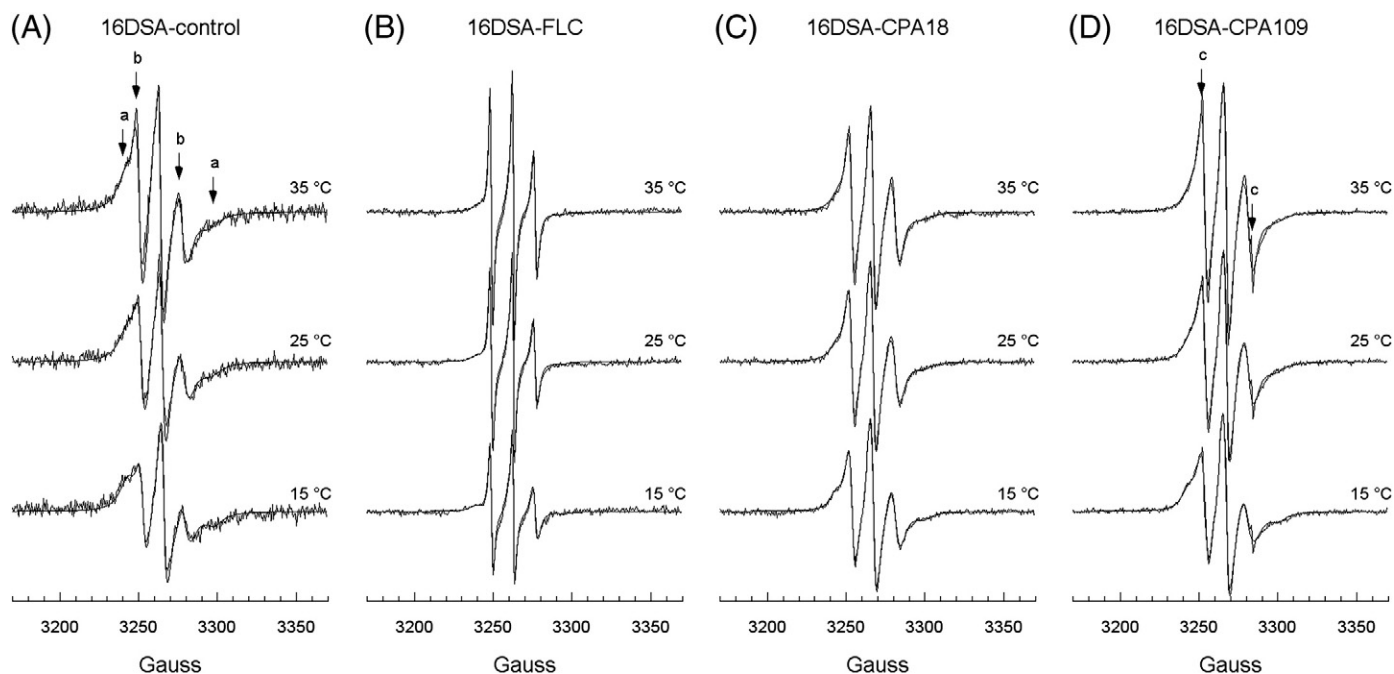 (A) 16DSA-control
(B) 16DSA-FLC
(C) 16DSA-CPA18
(D) 16DSA-CPA109
a
b
b
a
35 °C
25 °C
15 °C
3200 3250 3300 3350
Gauss
35 °C
25 °C
15 °C
3200 3250 3300 3350
Gauss
35 °C
25 °C
15 °C
3200 3250 3300 3350
Gauss
c
c
35 °C
25 °C
15 °C
3200 3250 3300 3350
Gauss